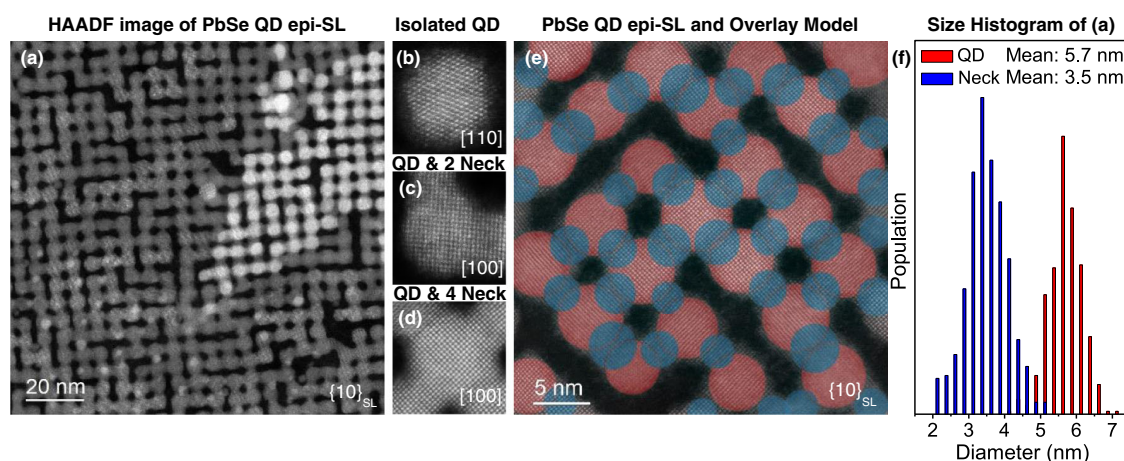 HAADF image of PbSe QD epi-SL
Isolated QD
PbSe QD epi-SL and Overlay Model
Size Histogram of (a)
(a)
20 nm
{10}SL
(b)
[110]
QD & 2 Neck
(c)
[100]
QD & 4 Neck
(d)
[100]
(e)
5 nm
{10}SL
(f)
QD Mean: 5.7 nm
Neck Mean: 3.5 nm
Population
2 3 4 5 6 7
Diameter (nm)